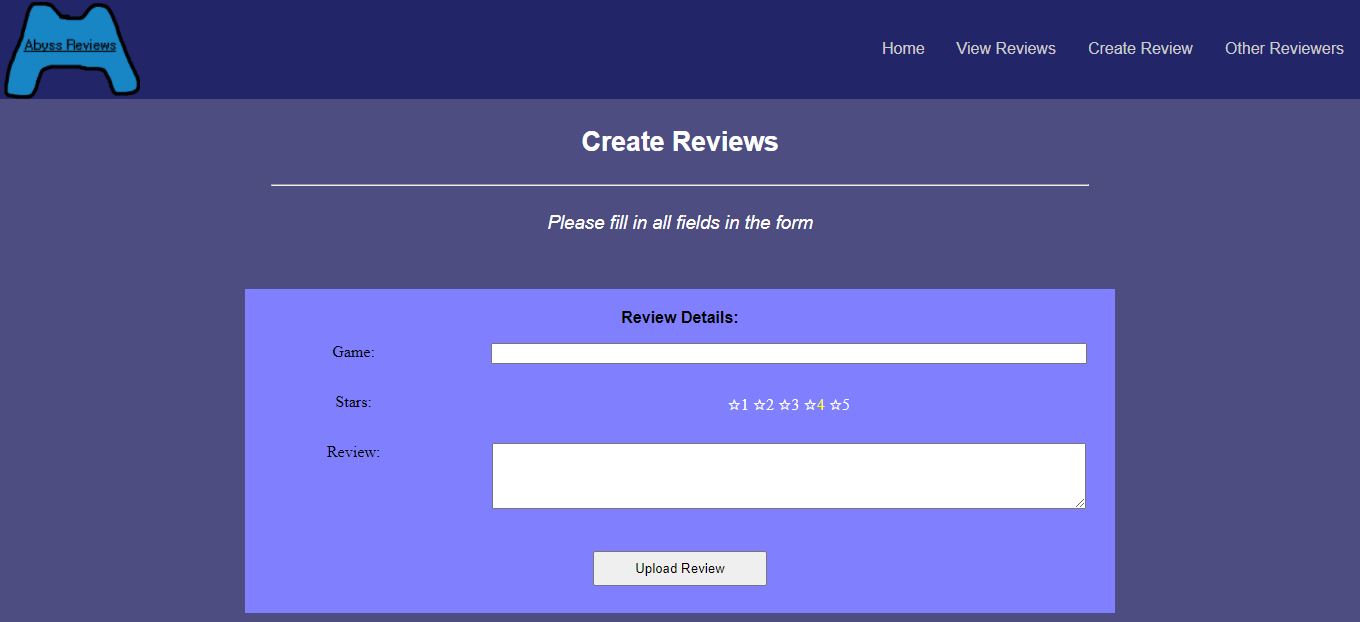 Abyss Reviews
Home View Reviews Create Review Other Reviewers
Create Reviews
Please fill in all fields in the form
Review Details:
Game:
Stars: ☆1 ☆2 ☆3 ☆4 ☆5
Review:
Upload Review